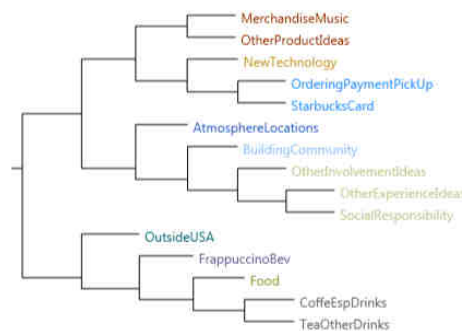 MerchandiseMusic
OtherProductIdeas
NewTechnology
OrderingPaymentPickUp
StarbucksCard
AtmosphereLocations
BuildingCommunity
OtherInvolvementIdeas
OtherExperienceIdeas
SocialResponsibility
OutsideUSA
FrappuccinoBev
Food
CoffeEspDrinks
TeaOtherDrinks